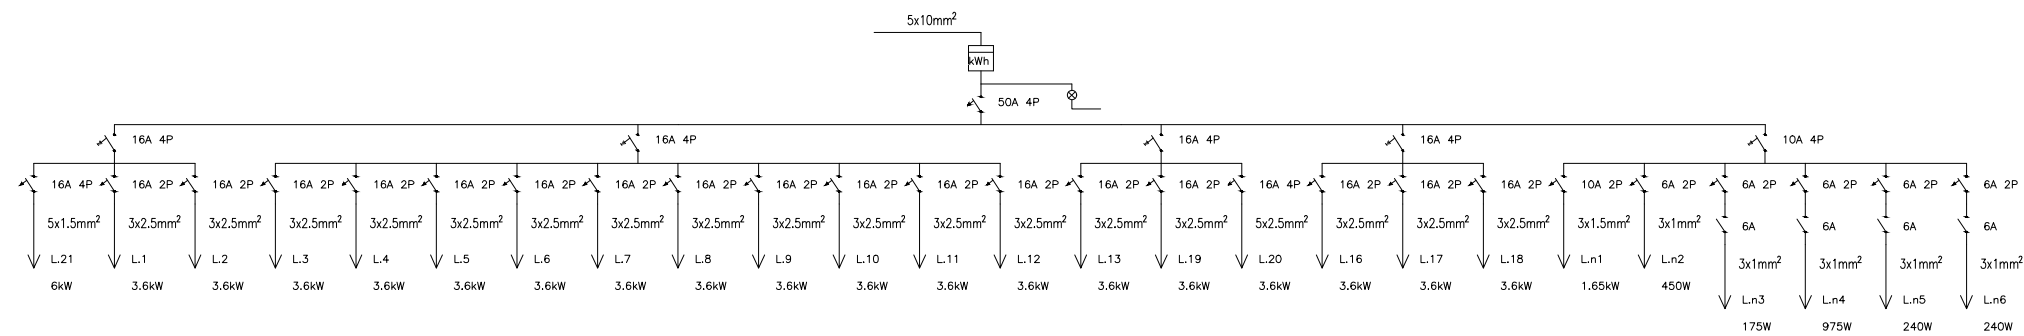 5x10mm²
kWh
50A 4P
16A 4P 16A 4P 16A 4P 16A 4P 10A 4P
16A 4P 16A 2P 16A 2P 16A 2P 16A 2P 16A 2P 16A 2P 16A 2P 16A 2P 16A 2P 16A 2P 16A 2P 16A 2P 16A 2P 16A 2P 16A 4P 16A 2P 16A 2P 16A 2P 10A 2P 6A 2P 6A 2P 6A 2P 6A 2P 6A 2P
5x1.5mm² 3x2.5mm² 3x2.5mm² 3x2.5mm² 3x2.5mm² 3x2.5mm² 3x2.5mm² 3x2.5mm² 3x2.5mm² 3x2.5mm² 3x2.5mm² 3x2.5mm² 3x2.5mm² 3x2.5mm² 3x2.5mm² 5x2.5mm² 3x2.5mm² 3x2.5mm² 3x2.5mm² 3x1.5mm² 3x1mm² 6A 6A 6A 6A
L.21 L.1 L.2 L.3 L.4 L.5 L.6 L.7 L.8 L.9 L.10 L.11 L.12 L.13 L.19 L.20 L.16 L.17 L.18 L.n1 L.n2 3x1mm² 3x1mm² 3x1mm² 3x1mm²
6kW 3.6kW 3.6kW 3.6kW 3.6kW 3.6kW 3.6kW 3.6kW 3.6kW 3.6kW 3.6kW 3.6kW 3.6kW 3.6kW 3.6kW 3.6kW 3.6kW 3.6kW 3.6kW 1.65kW 450W
L.n3 L.n4 L.n5 L.n6
175W 975W 240W 240W